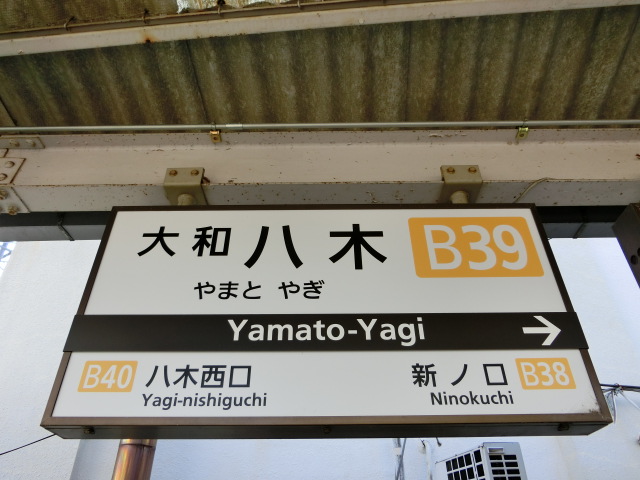 大和八木 B39
やまと やぎ
Yamato-Yagi
B40 八木西口
Yagi-nishiguchi
新ノ口 B38
Ninokuchi